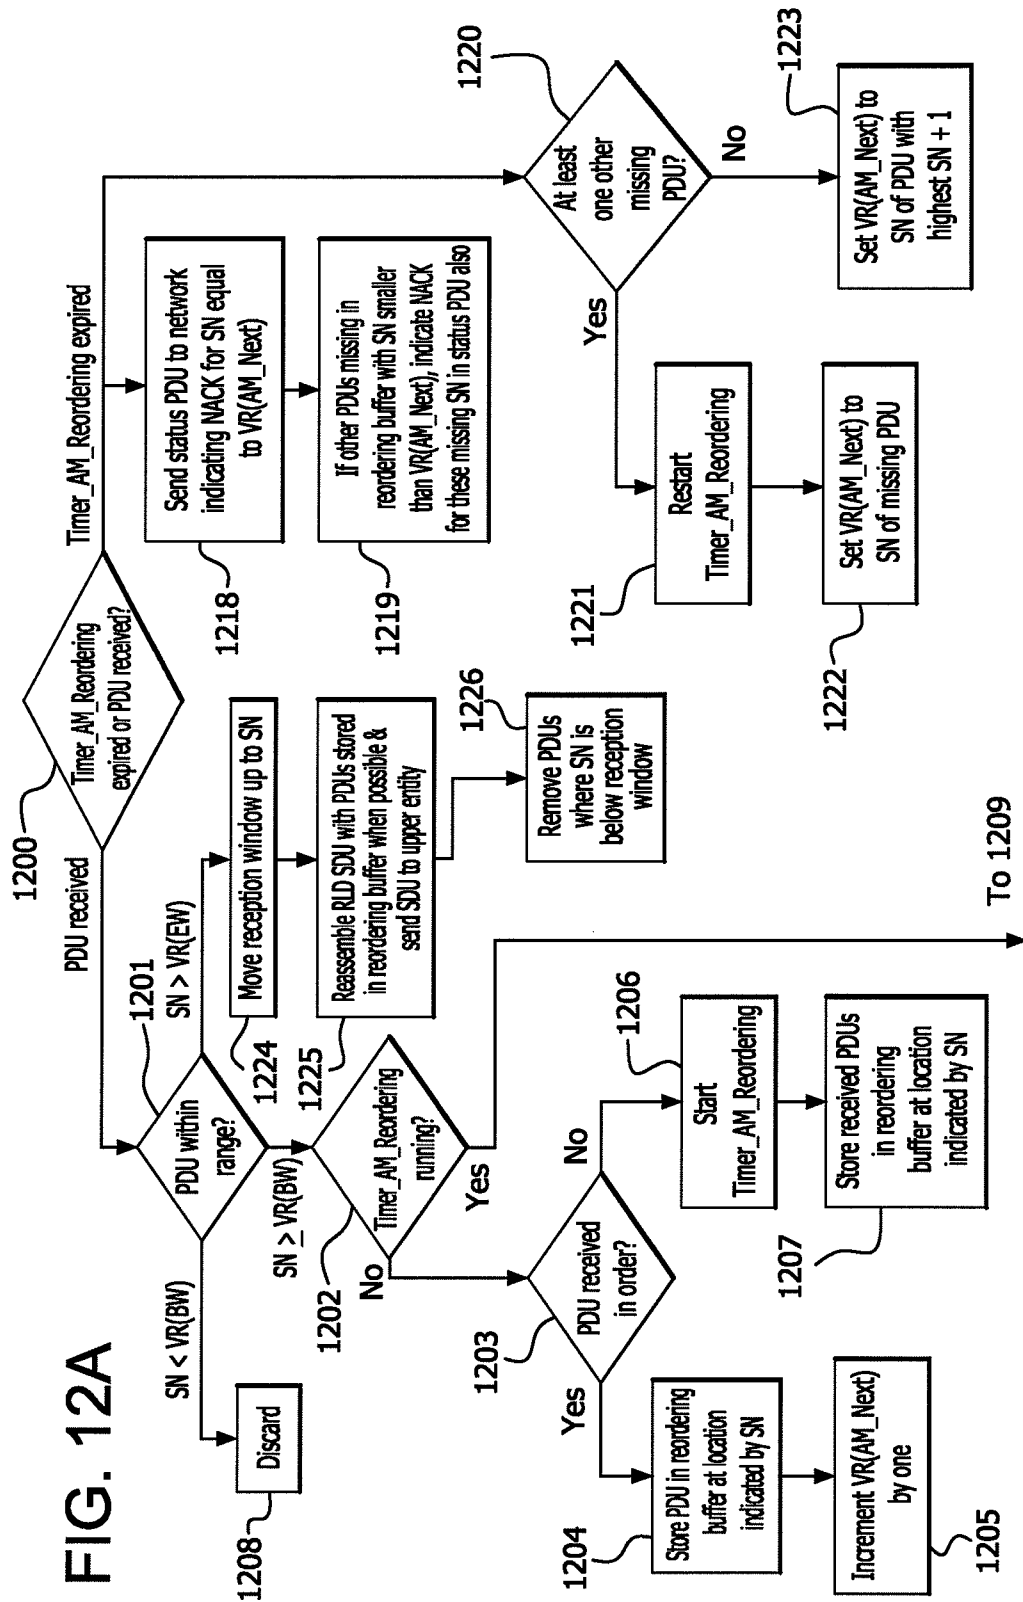 FIG. 12A
1200
Timer_AM_Reordering
expired or PDU received?
PDU received
Timer_AM_Reordering expired
1201
PDU within
range?
SN < VR(BW)
SN > VR(EW)
SN ≥ VR(BW)
Discard
1208
Move reception window up to SN
1224
Reassemble RLD SDU with PDUs stored
in reordering buffer when possible &
send SDU to upper entity
1225
Remove PDUs
where SN is
below reception
window
1226
Timer_AM_Reordering
running?
1202
No
Yes
To 1209
PDU received
in order?
1203
Yes
No
Store PDU in reordering
buffer at location
indicated by SN
1204
Increment VR(AM_Next)
by one
1205
Start
Timer_AM_Reordering
1206
Store received PDUs
in reordering
buffer at location
indicated by SN
1207
Send status PDU to network
indicating NACK for SN equal
to VR(AM_Next)
1218
If other PDUs missing in
reordering buffer with SN smaller
than VR(AM_Next), indicate NACK
for these missing SN in status PDU also
1219
At least
one other
missing
PDU?
1220
Yes
No
Restart
Timer_AM_Reordering
1221
Set VR(AM_Next) to
SN of missing PDU
1222
Set VR(AM_Next) to
SN of PDU with
highest SN + 1
1223